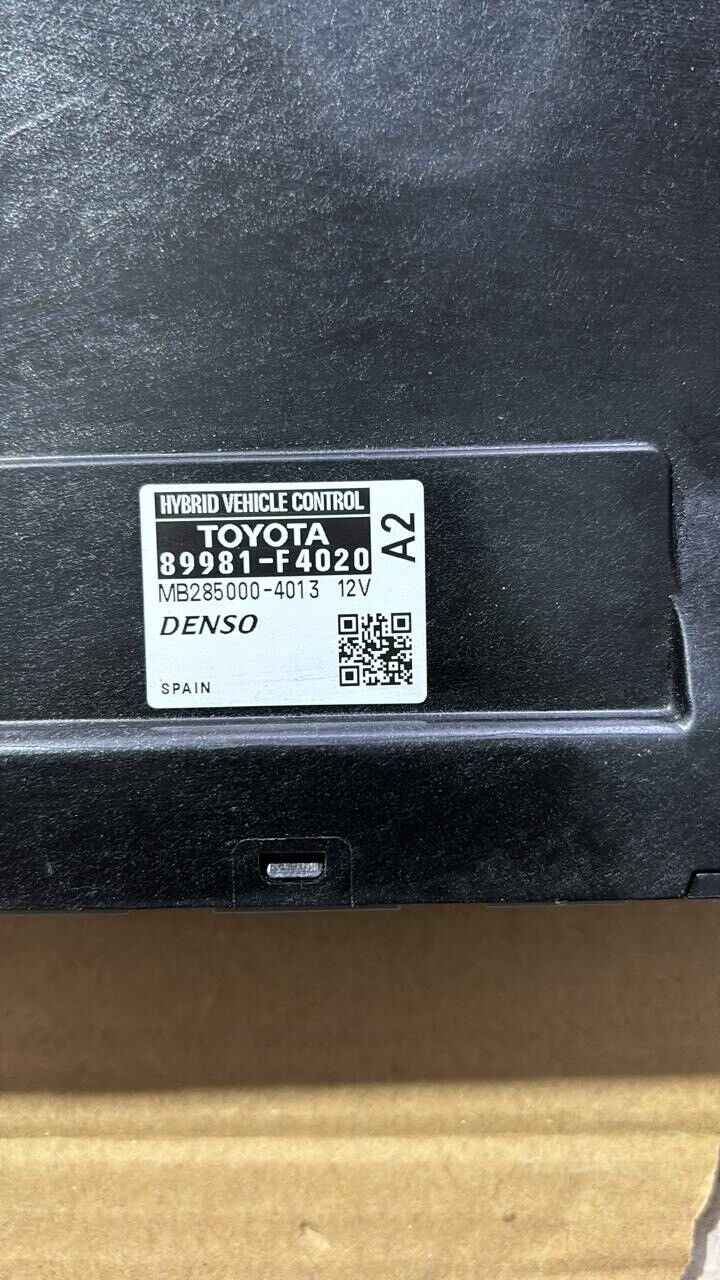 HYBRID VEHICLE CONTROL
TOYOTA
89981-F4020
A2
MB285000-4013 12V
DENSO
SPAIN